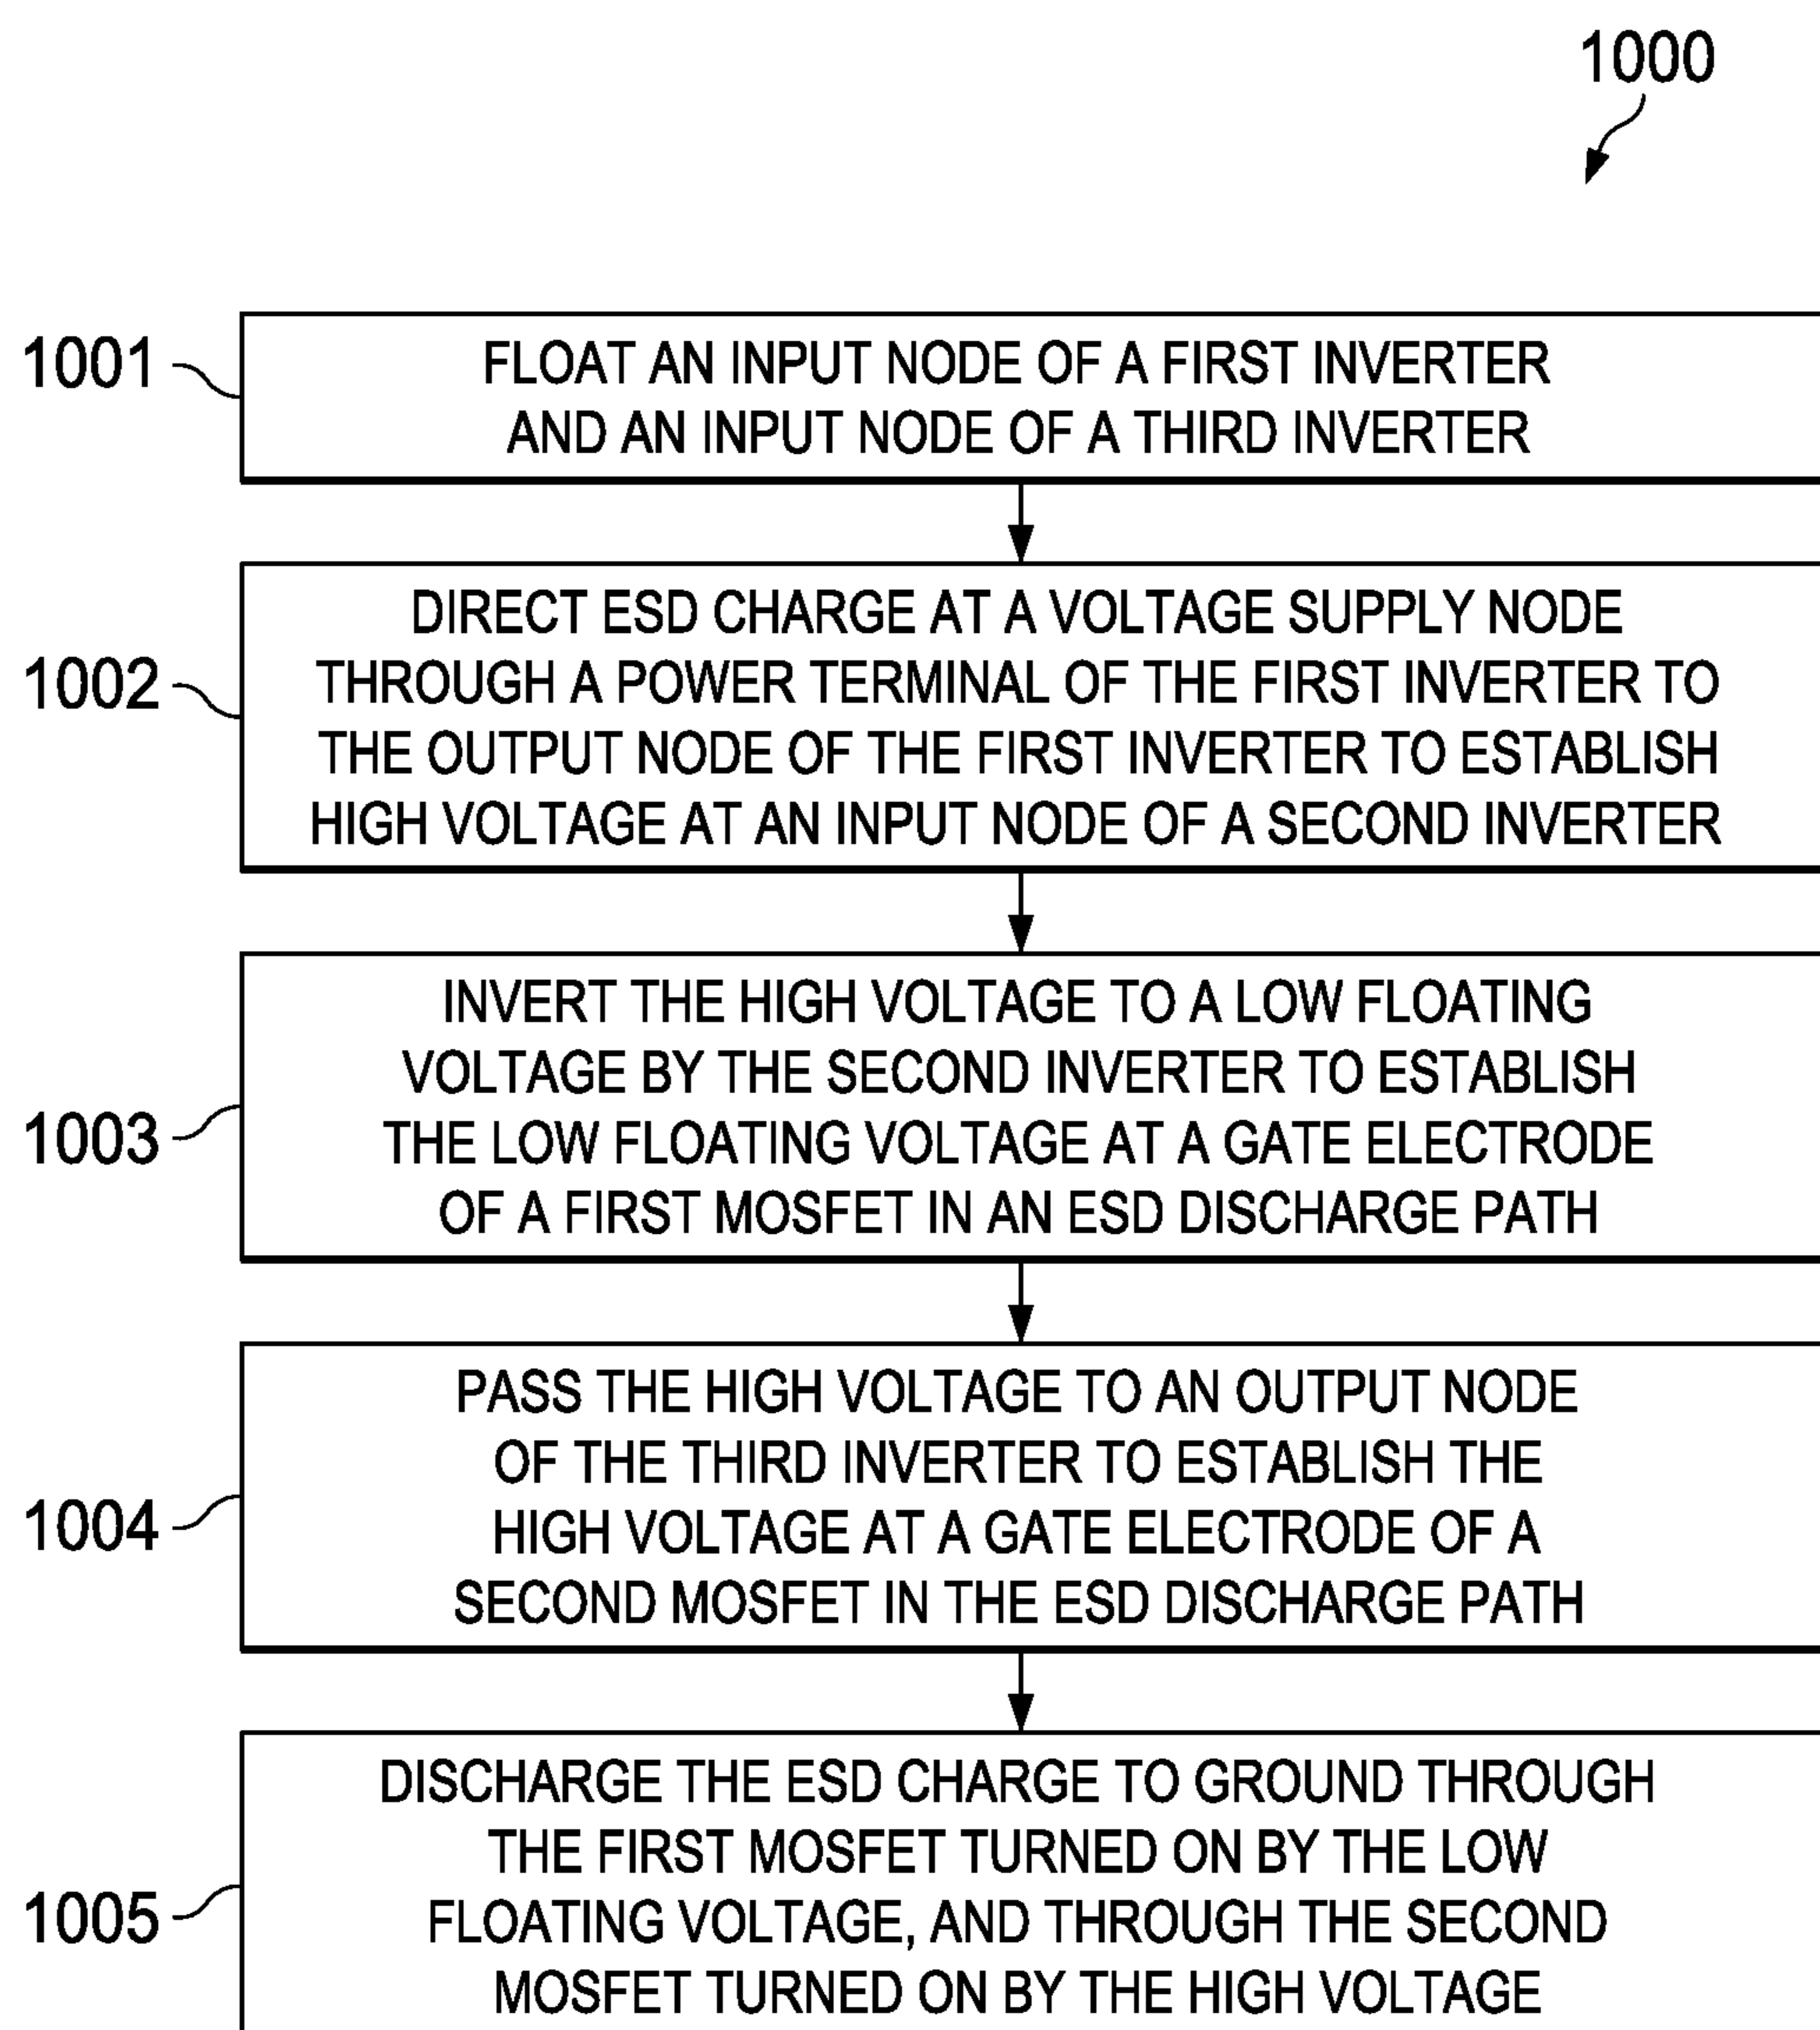 1000
1001
FLOAT AN INPUT NODE OF A FIRST INVERTER
AND AN INPUT NODE OF A THIRD INVERTER
1002
DIRECT ESD CHARGE AT A VOLTAGE SUPPLY NODE
THROUGH A POWER TERMINAL OF THE FIRST INVERTER TO
THE OUTPUT NODE OF THE FIRST INVERTER TO ESTABLISH
HIGH VOLTAGE AT AN INPUT NODE OF A SECOND INVERTER
1003
INVERT THE HIGH VOLTAGE TO A LOW FLOATING
VOLTAGE BY THE SECOND INVERTER TO ESTABLISH
THE LOW FLOATING VOLTAGE AT A GATE ELECTRODE
OF A FIRST MOSFET IN AN ESD DISCHARGE PATH
1004
PASS THE HIGH VOLTAGE TO AN OUTPUT NODE
OF THE THIRD INVERTER TO ESTABLISH THE
HIGH VOLTAGE AT A GATE ELECTRODE OF A
SECOND MOSFET IN THE ESD DISCHARGE PATH
1005
DISCHARGE THE ESD CHARGE TO GROUND THROUGH
THE FIRST MOSFET TURNED ON BY THE LOW
FLOATING VOLTAGE, AND THROUGH THE SECOND
MOSFET TURNED ON BY THE HIGH VOLTAGE